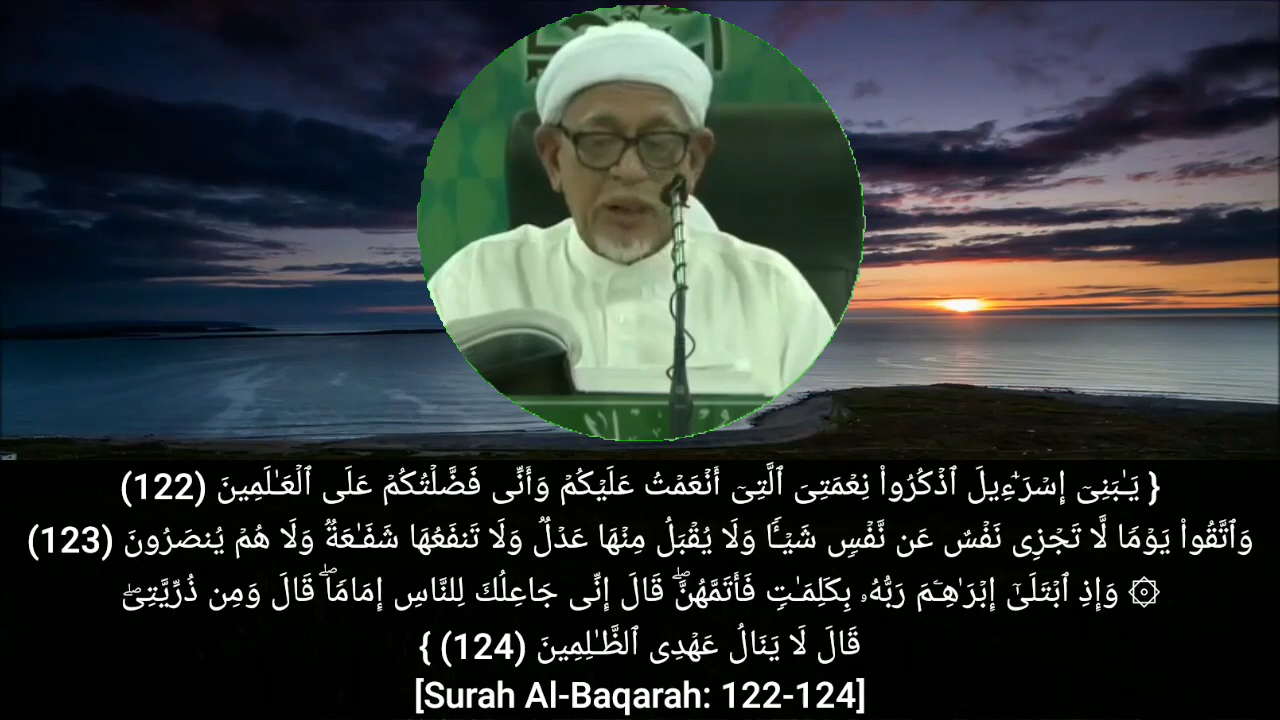 { يَـٰبَنِىٓ إِسْرَٰٓءِيلَ ٱذْكُرُوا۟ نِعْمَتِىَ ٱلَّتِىٓ أَنْعَمْتُ عَلَيْكُمْ وَأَنِّى فَضَّلْتُكُمْ عَلَى ٱلْعَـٰلَمِينَ (122)
وَٱتَّقُوا۟ يَوْمًا لَّا تَجْزِى نَفْسٌ عَن نَّفْسٍ شَيْـًٔا وَلَا يُقْبَلُ مِنْهَا عَدْلٌ وَلَا تَنفَعُهَا شَفَـٰعَةٌ وَلَا هُمْ يُنصَرُونَ (123)
۞ وَإِذِ ٱبْتَلَىٰٓ إِبْرَٰهِـۧمَ رَبُّهُۥ بِكَلِمَـٰتٍ فَأَتَمَّهُنَّ ۖ قَالَ إِنِّى جَاعِلُكَ لِلنَّاسِ إِمَامًا ۖ قَالَ وَمِن ذُرِّيَّتِى ۖ
قَالَ لَا يَنَالُ عَهْدِى ٱلظَّـٰلِمِينَ (124) }
[Surah Al-Baqarah: 122-124]